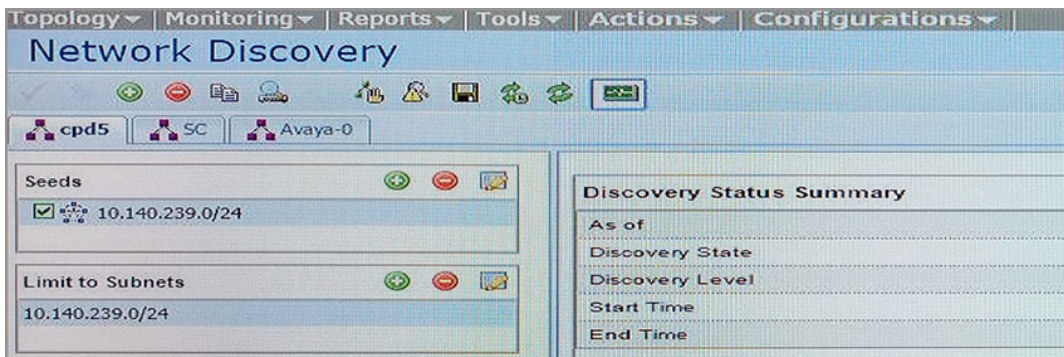 Topology | Monitoring | Reports | Tools | Actions | Configurations |
Network Discovery
cpd5 SC Avaya-0
Seeds
10.140.239.0/24
Limit to Subnets
10.140.239.0/24
Discovery Status Summary
As of
Discovery State
Discovery Level
Start Time
End Time